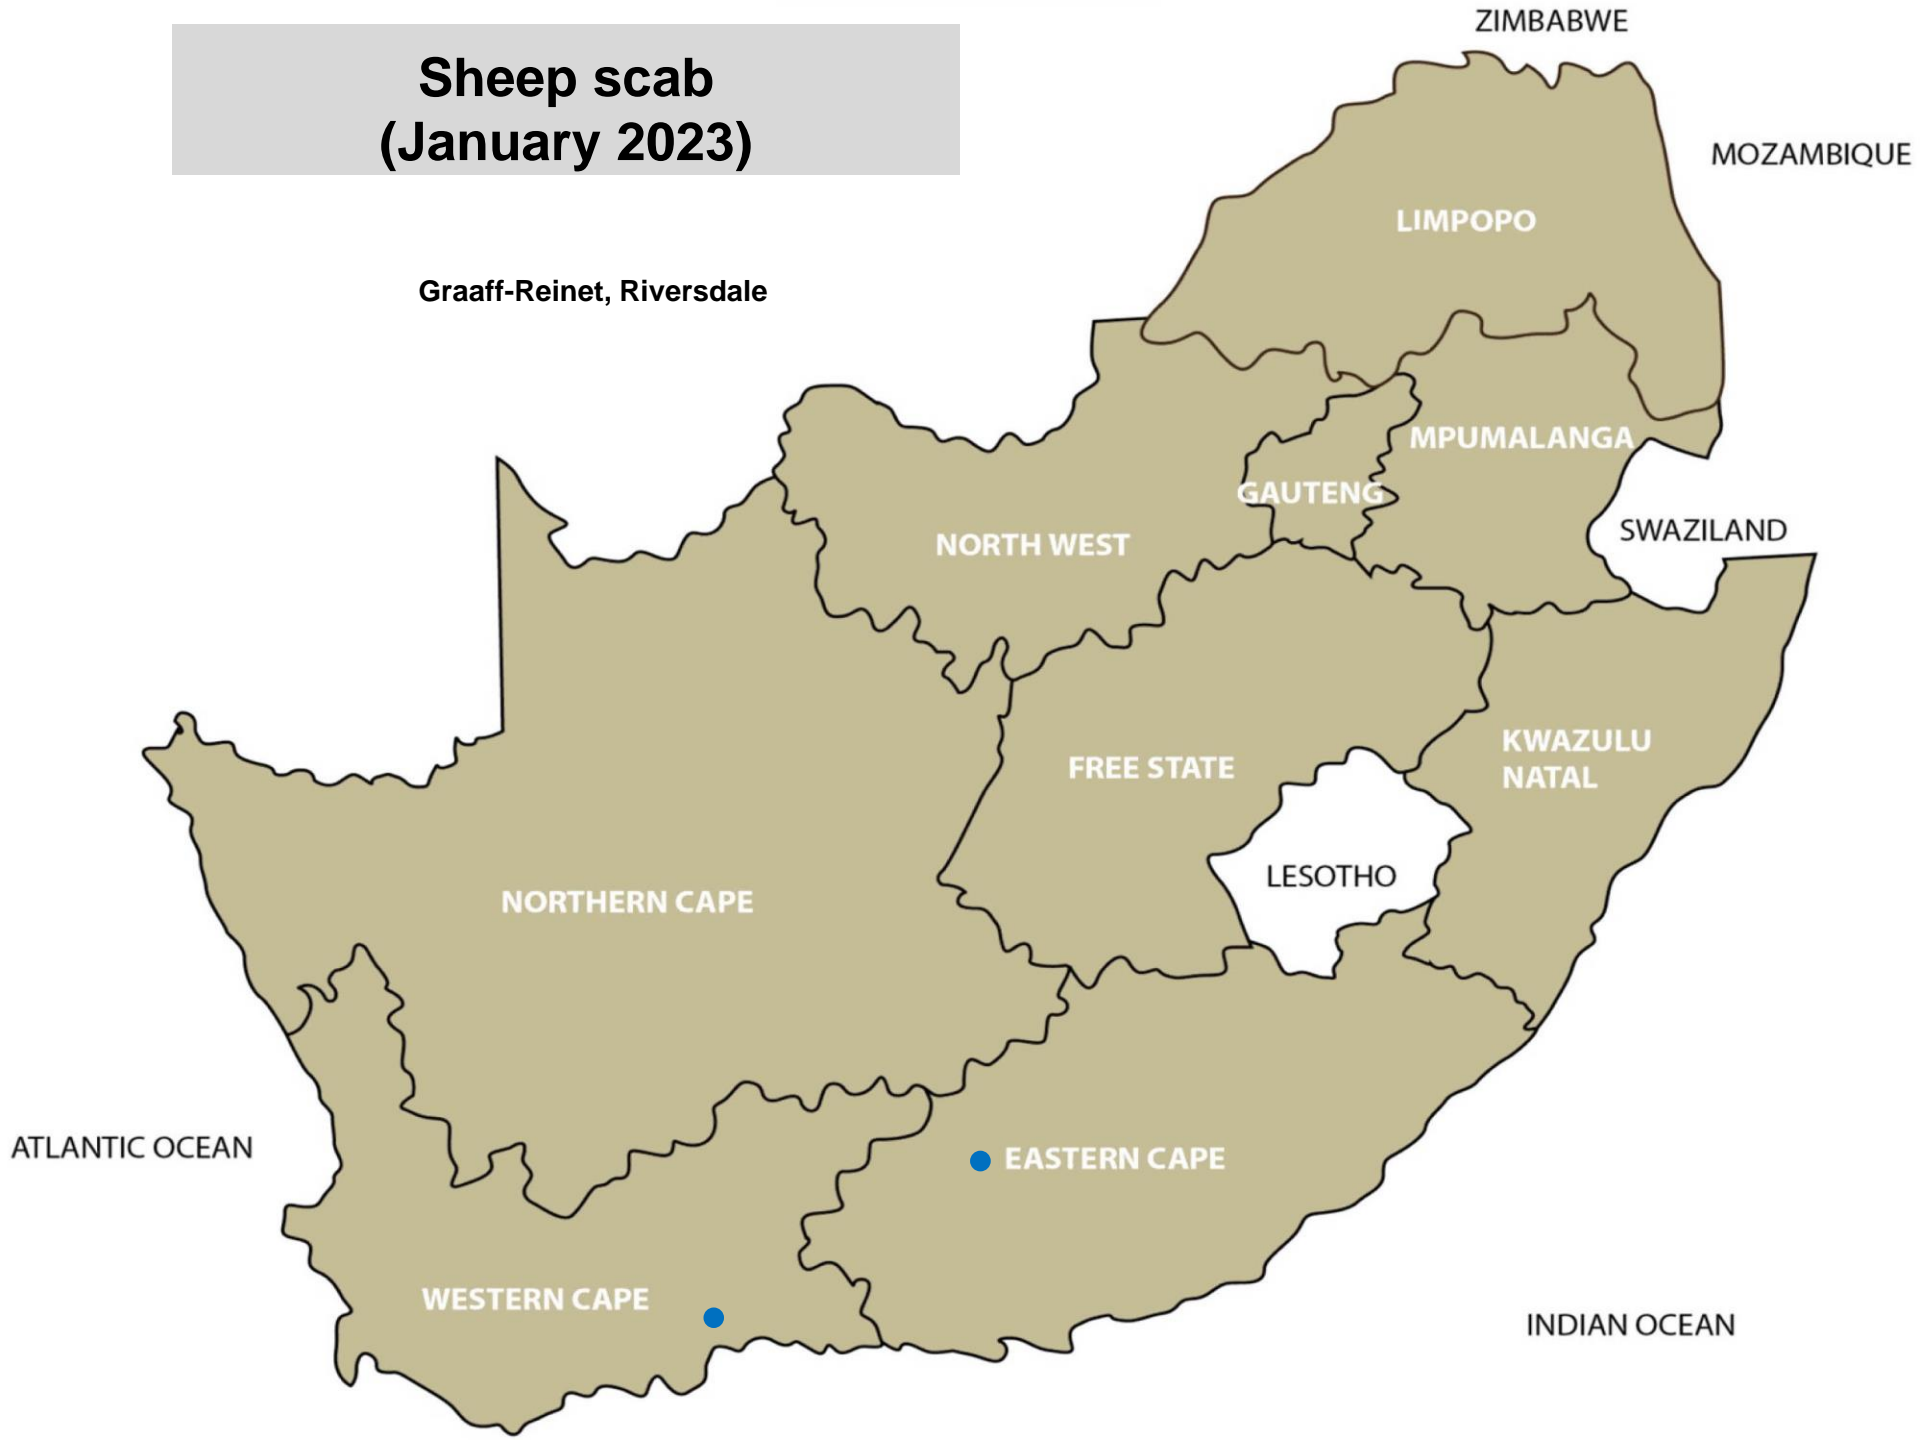 Sheep scab
(January 2023)
Graaff-Reinet, Riversdale
ZIMBABWE
MOZAMBIQUE
LIMPOPO
MPUMALANGA
GAUTENG
SWAZILAND
NORTH WEST
KWAZULU
NATAL
FREE STATE
LESOTHO
NORTHERN CAPE
ATLANTIC OCEAN
EASTERN CAPE
WESTERN CAPE
INDIAN OCEAN